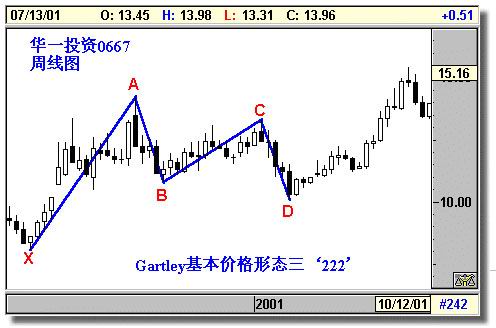 07/13/01 O: 13.45 H: 13.98 L: 13.31 C: 13.96 +0.51
华一投资0667
周线图
15.16
A
C
B
10.00
D
X
Gartley基本价格形态三‘222’
2001 10/12/01 #242